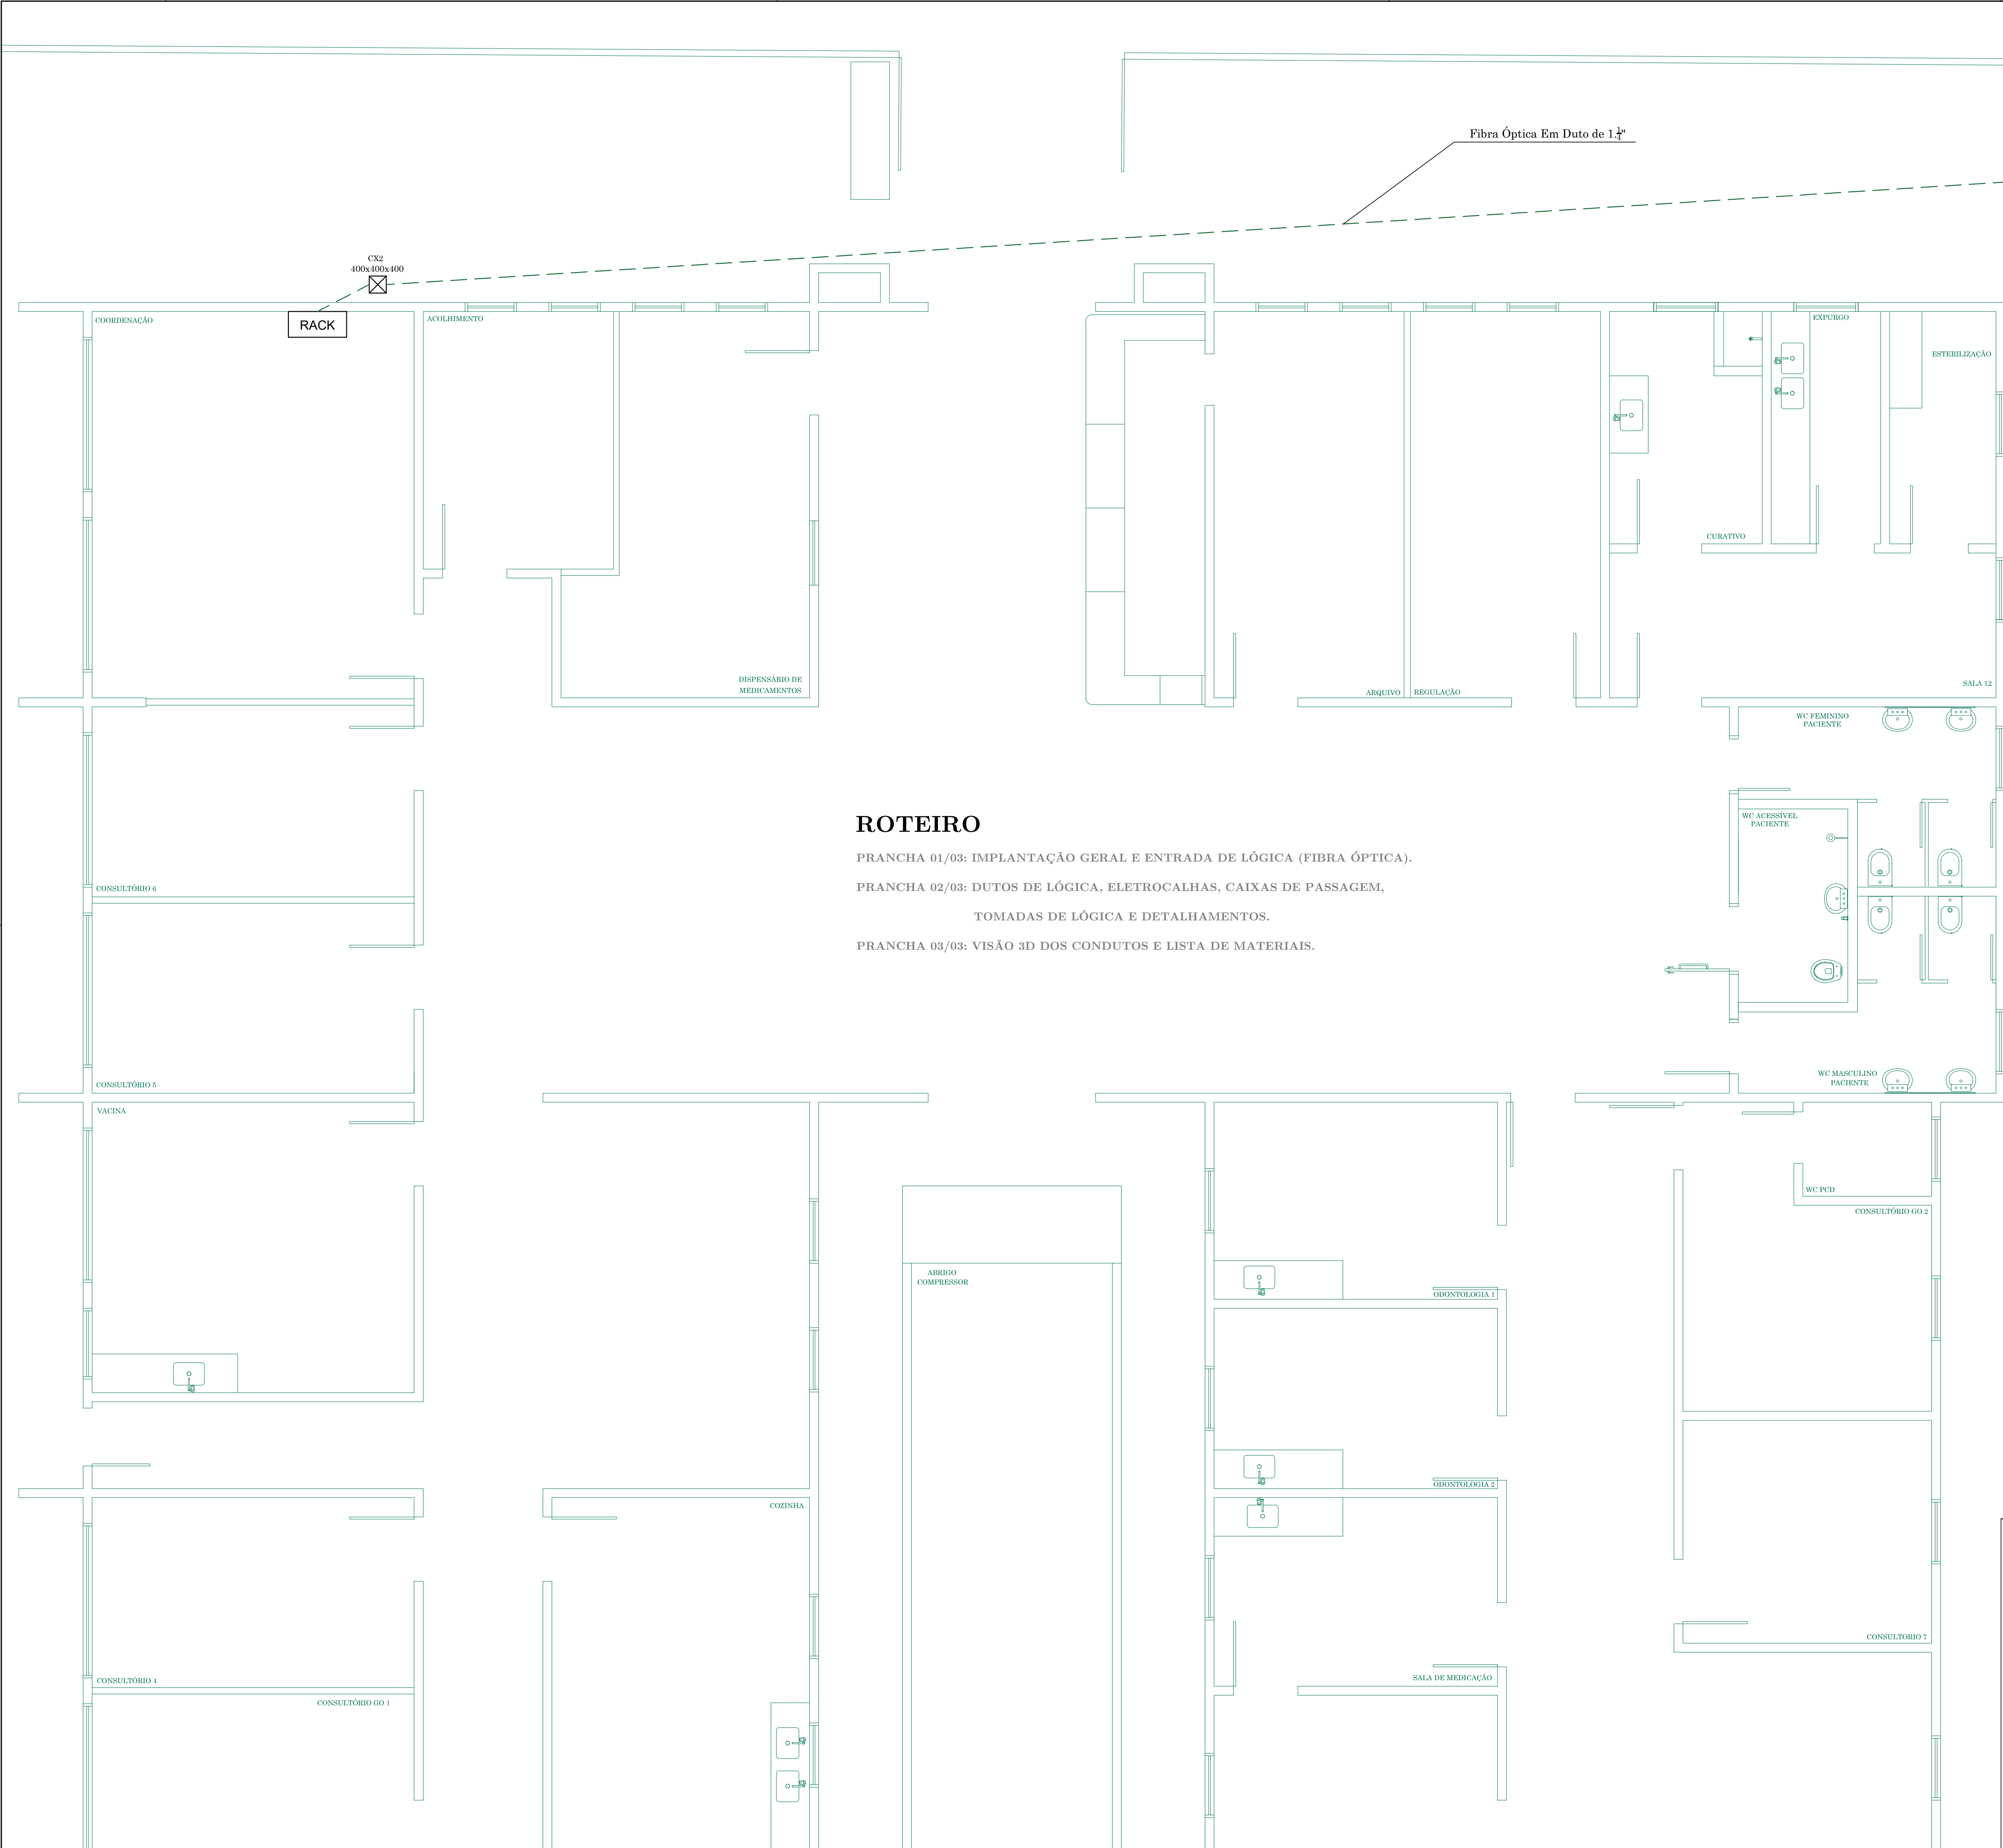 Fibra Óptica Em Duto de 1.1/4"
CX2
400x400x400
RACK
COORDENAÇÃO
ACOLHIMENTO
EXPURGO
ESTERILIZAÇÃO
CURATIVO
DISPENSÁRIO DE
MEDICAMENTOS
ARQUIVO
REGULAÇÃO
SALA 12
WC FEMININO
PACIENTE
WC ACESSÍVEL
PACIENTE
ROTEIRO
PRANCHA 01/03: IMPLANTAÇÃO GERAL E ENTRADA DE LÓGICA (FIBRA ÓPTICA).
PRANCHA 02/03: DUTOS DE LÓGICA, ELETROCALHAS, CAIXAS DE PASSAGEM,
TOMADAS DE LÓGICA E DETALHAMENTOS.
PRANCHA 03/03: VISÃO 3D DOS CONDUTOS E LISTA DE MATERIAIS.
CONSULTÓRIO 6
CONSULTÓRIO 5
VACINA
WC MASCULINO
PACIENTE
WC PCD
CONSULTÓRIO GO 2
ABRIGO
COMPRESSOR
ODONTOLOGIA 1
ODONTOLOGIA 2
COZINHA
CONSULTORIO 7
SALA DE MEDICAÇÃO
CONSULTÓRIO 4
CONSULTÓRIO GO 1